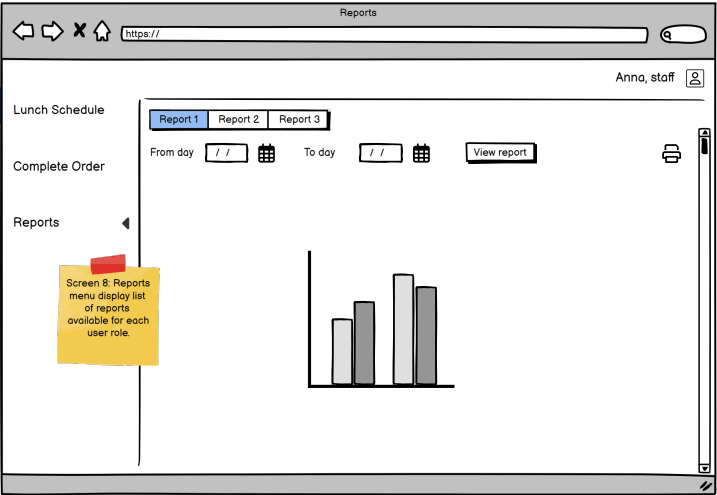 Reports
https://
Anna, staff
Lunch Schedule
Complete Order
Reports
Report 1 Report 2 Report 3
From day / / To day / / View report
Screen 8: Reports
menu display list
of reports
available for each
user role.